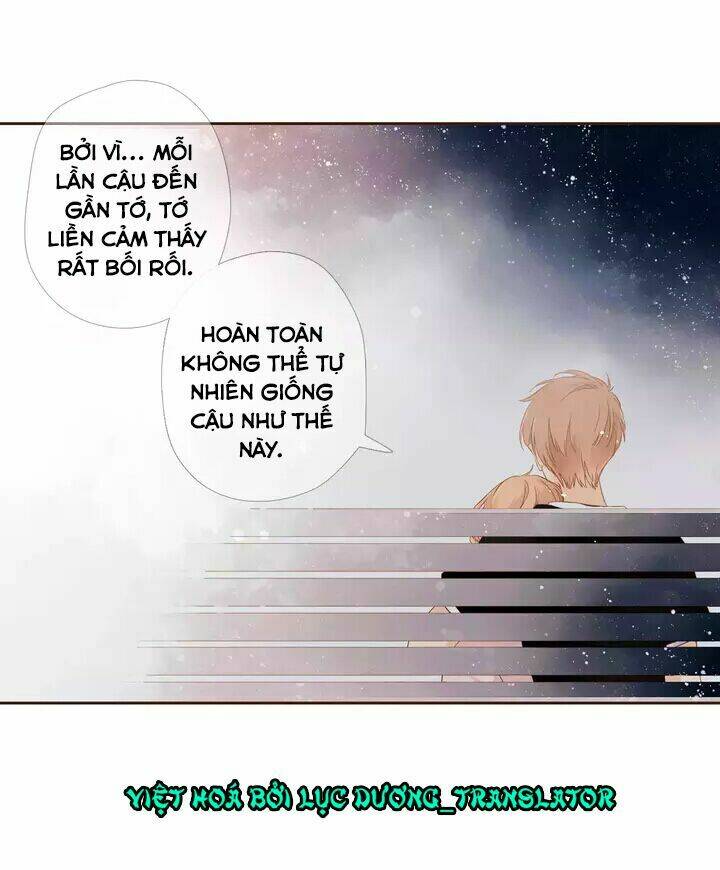 BỞI VÌ... MỖI
LẦN CẬU ĐẾN
GẦN TỚ, TỚ
LIỀN CẢM THẤY
RẤT BỐI RỐI.
HOÀN TOÀN
KHÔNG THỂ TỰ
NHIÊN GIỐNG
CẬU NHƯ THẾ
NÀY.
VIỆT HOÁ BỞI LỤC DƯƠNG_TRANSLATOR